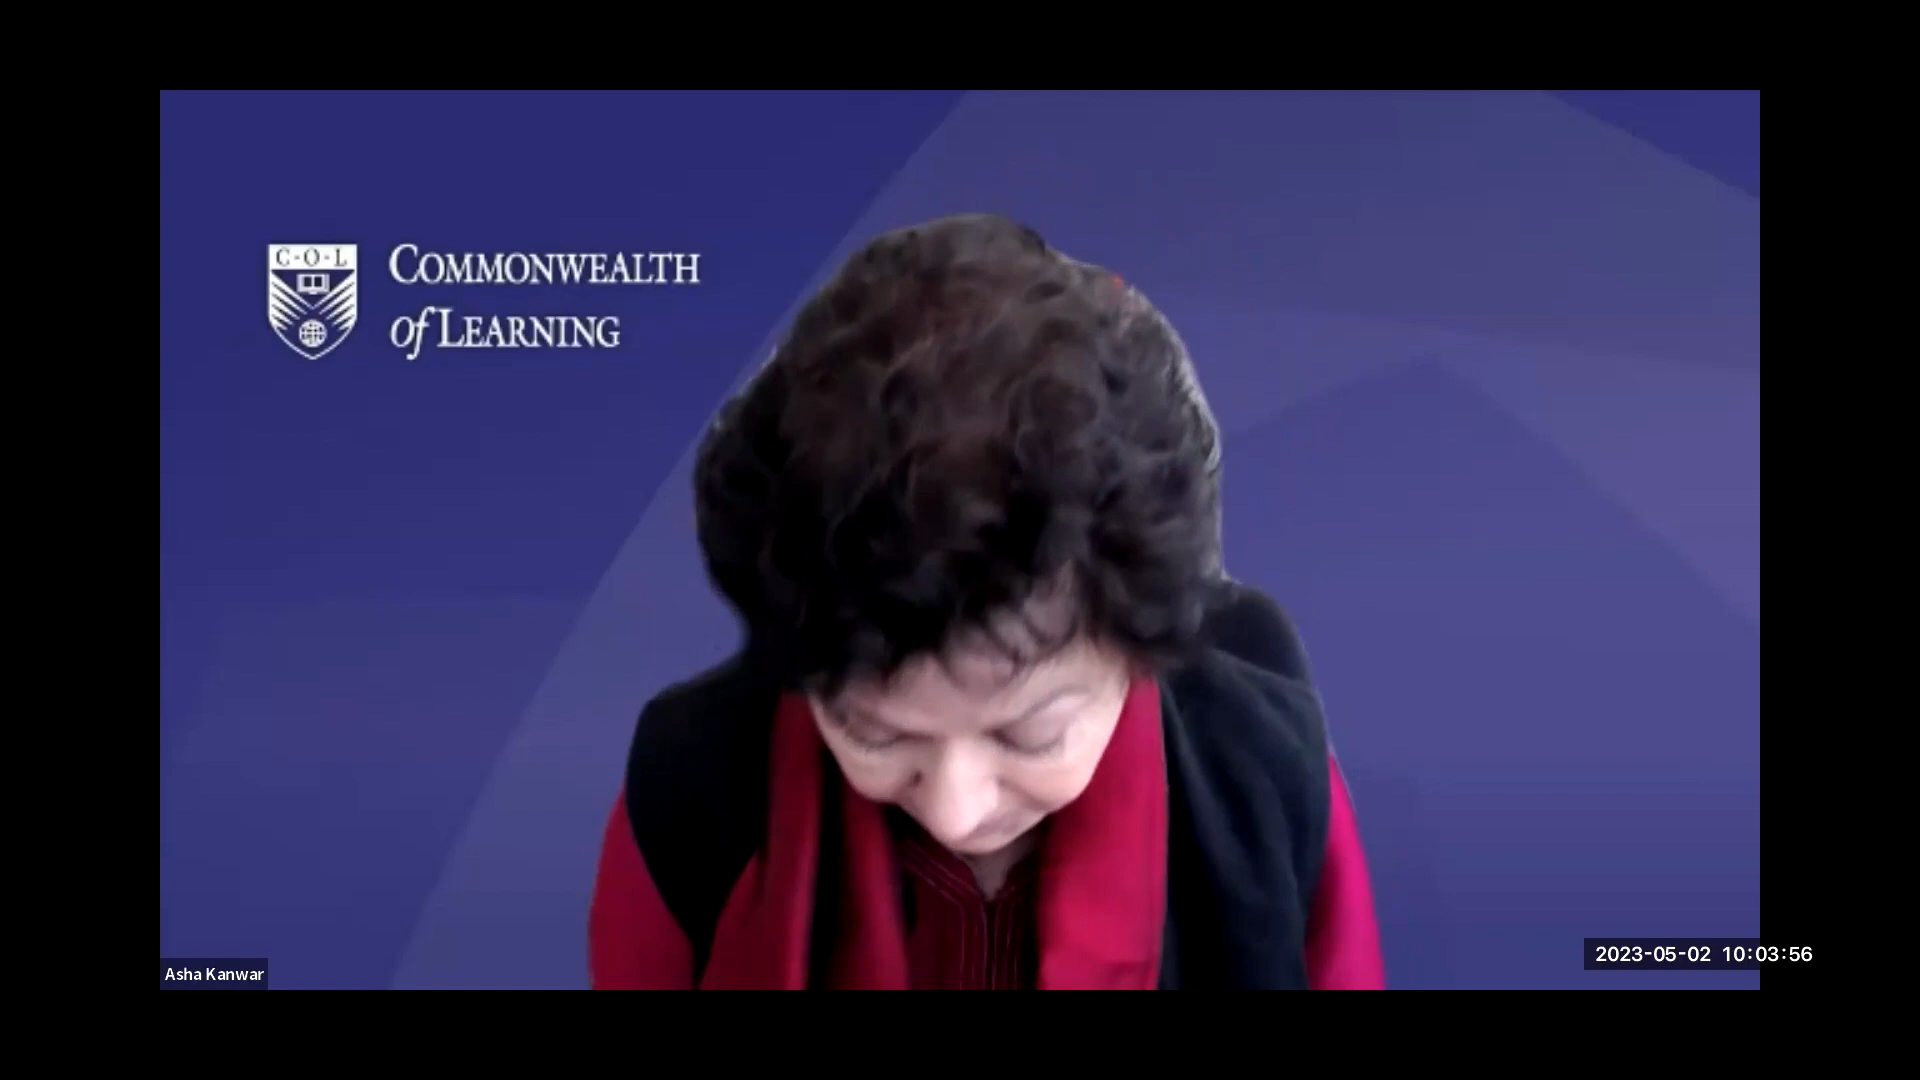 C·O·L
COMMONWEALTH
of LEARNING
Asha Kanwar
2023-05-02 10:03:56